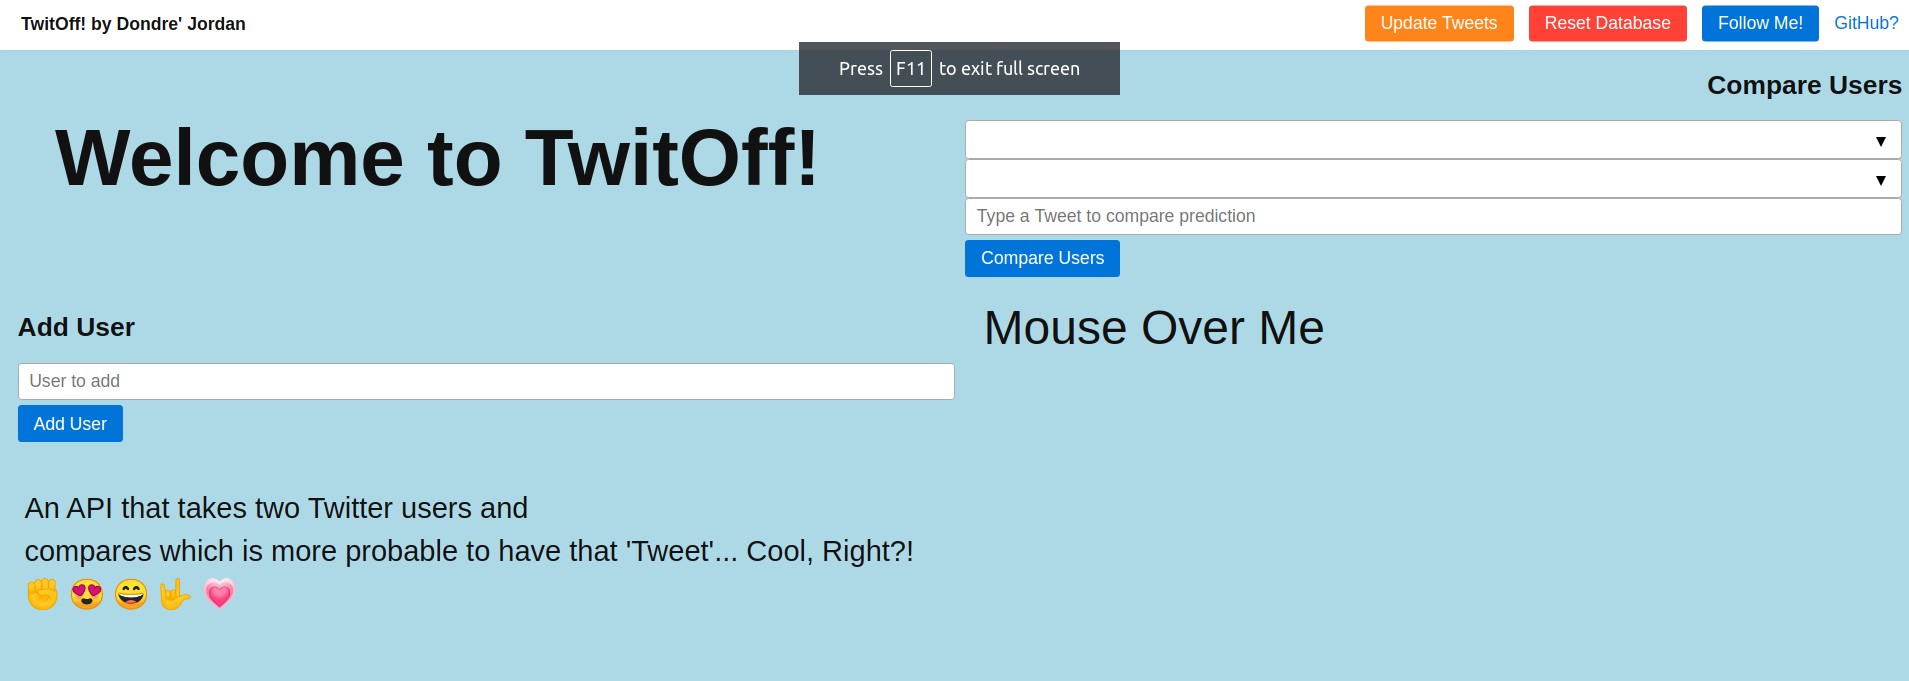 TwitOff! by Dondre' Jordan
Update Tweets
Reset Database
Follow Me!
GitHub?
Press F11 to exit full screen
Compare Users
Welcome to TwitOff!
Type a Tweet to compare prediction
Compare Users
Add User
Mouse Over Me
User to add
Add User
An API that takes two Twitter users and
compares which is more probable to have that 'Tweet'... Cool, Right?!
✊ 😍 😄 🤟 💗